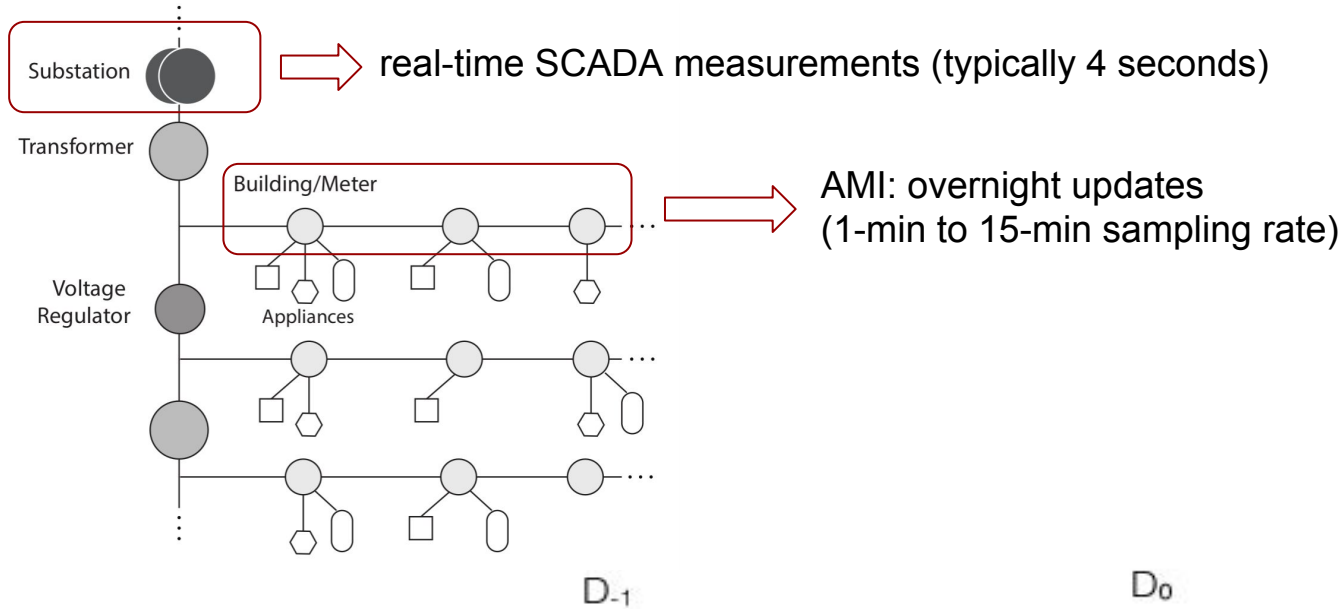 Substation
real-time SCADA measurements (typically 4 seconds)
Transformer
Building/Meter
AMI: overnight updates
(1-min to 15-min sampling rate)
Voltage
Regulator
Appliances
D₋₁
D₀